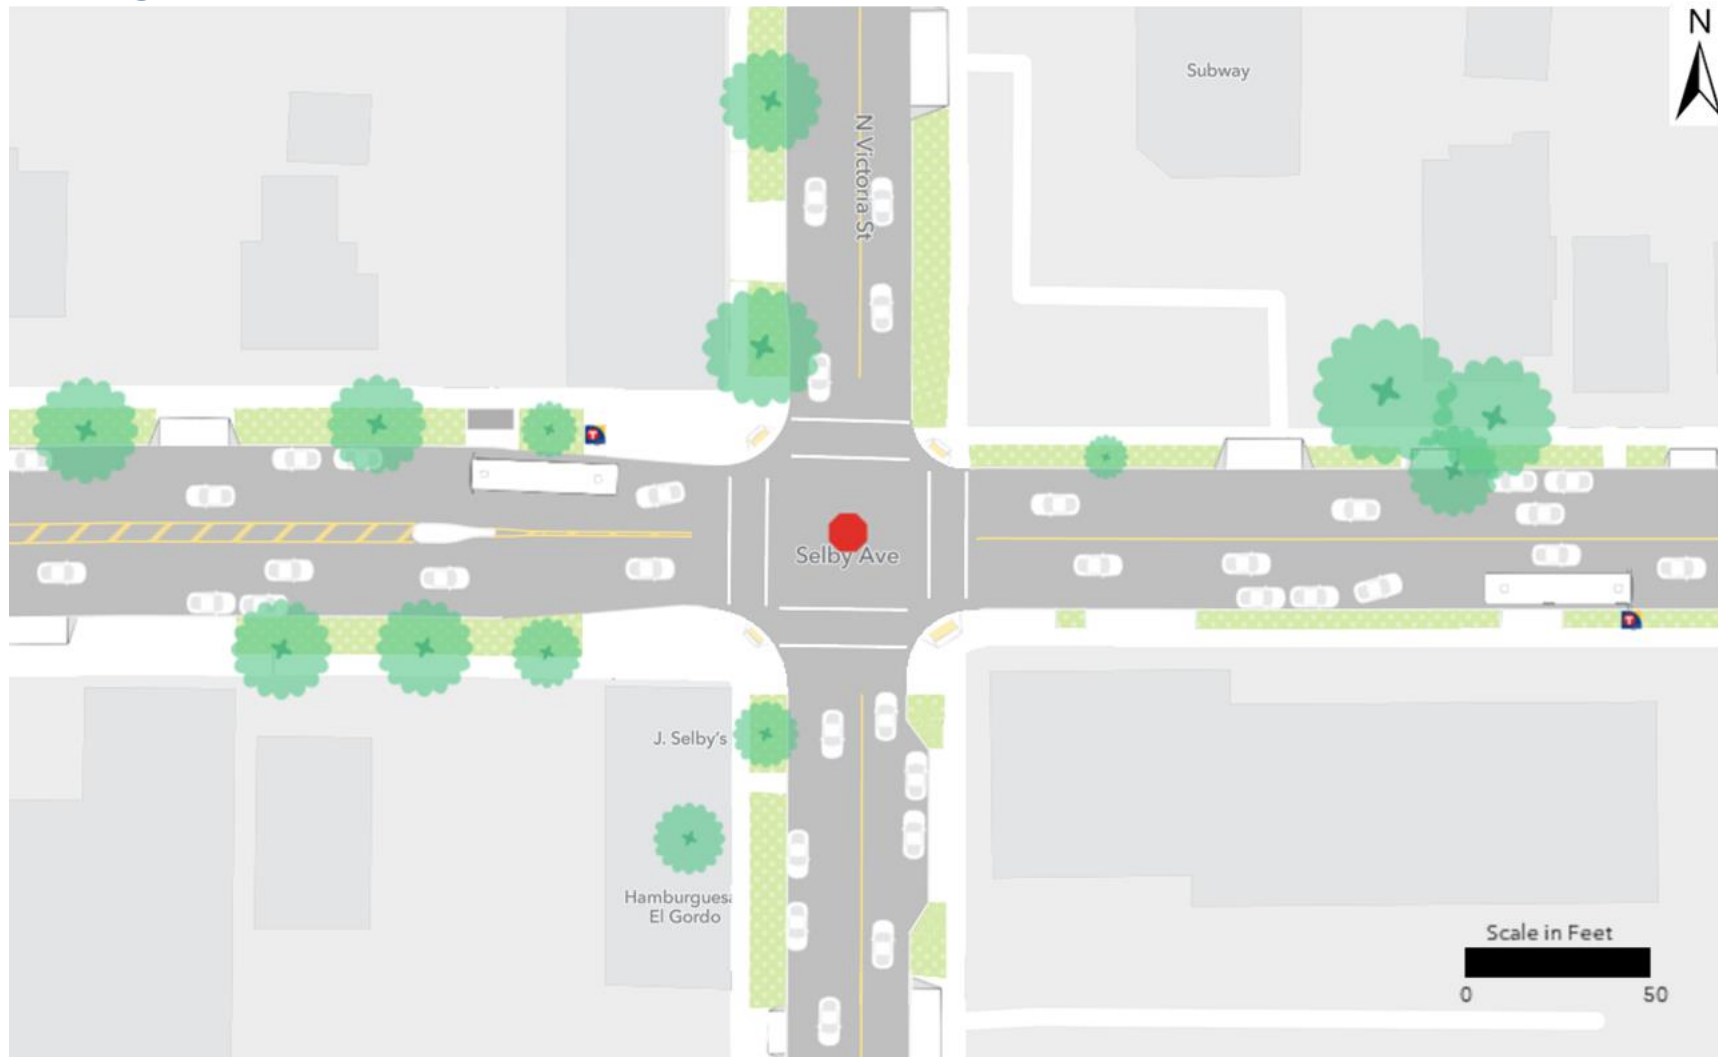 N
Subway
N Victoria St
Selby Ave
J. Selby's
Hamburguesa
El Gordo
Scale in Feet
0 50